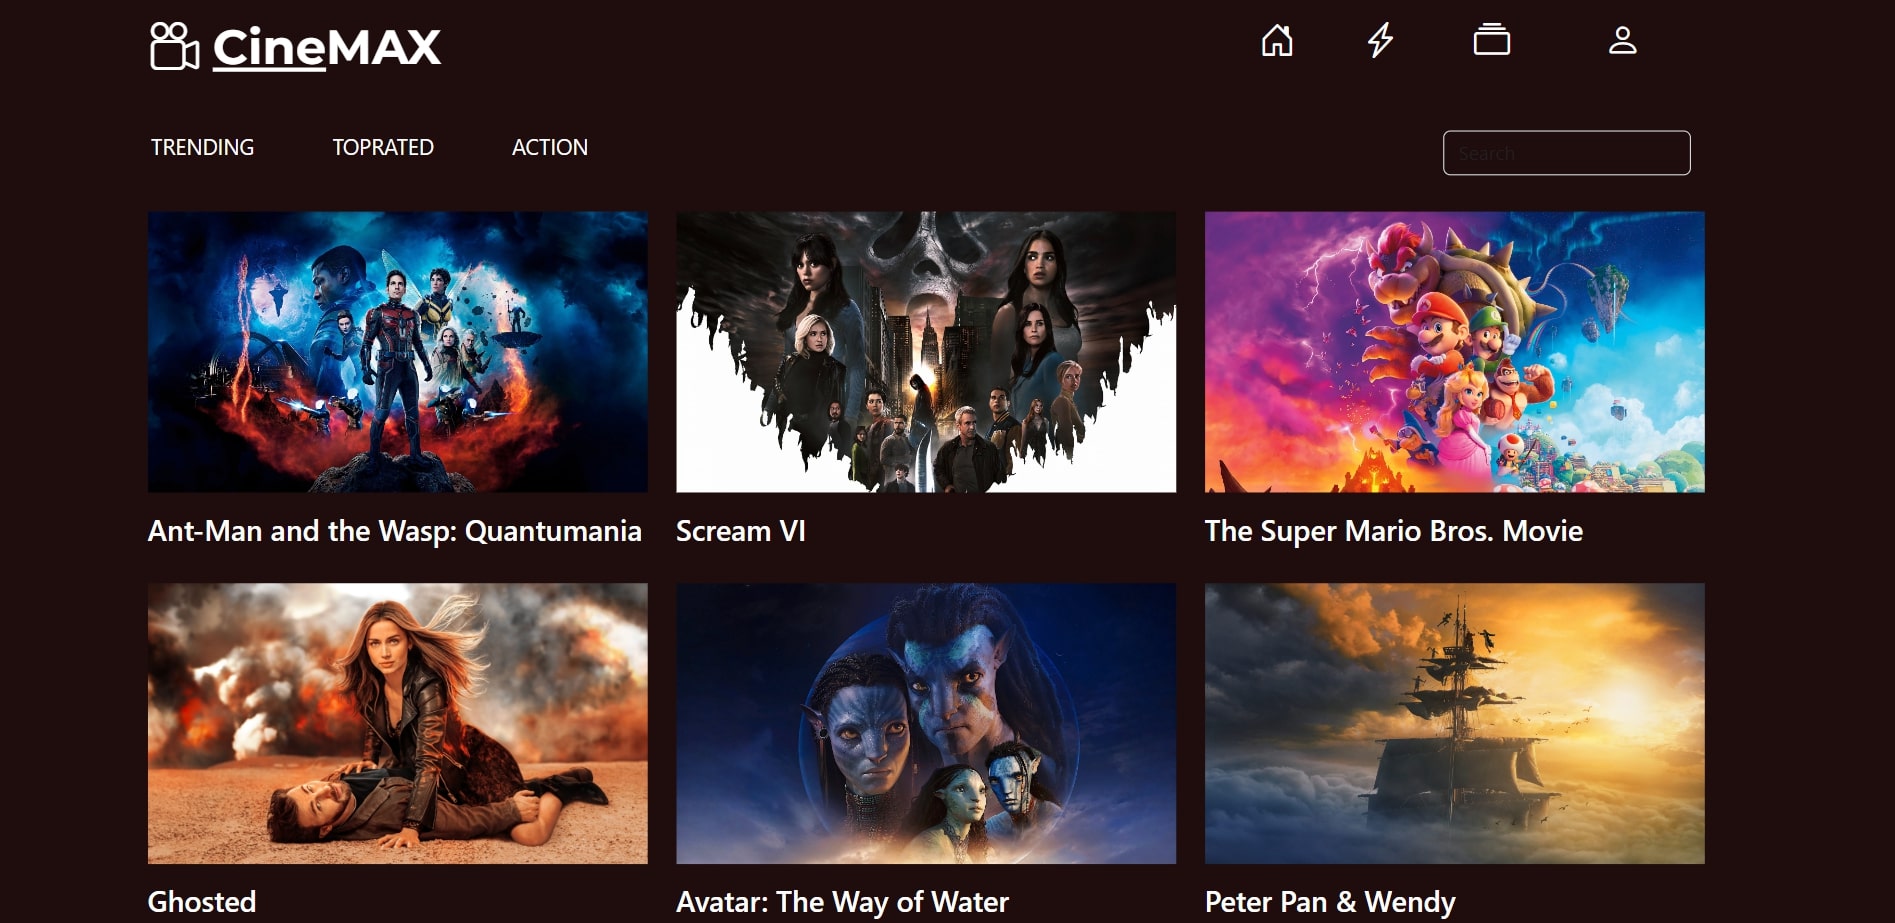 CineMAX
TRENDING TOPRATED ACTION
Search
Ant-Man and the Wasp: Quantumania
Scream VI
The Super Mario Bros. Movie
Ghosted
Avatar: The Way of Water
Peter Pan & Wendy